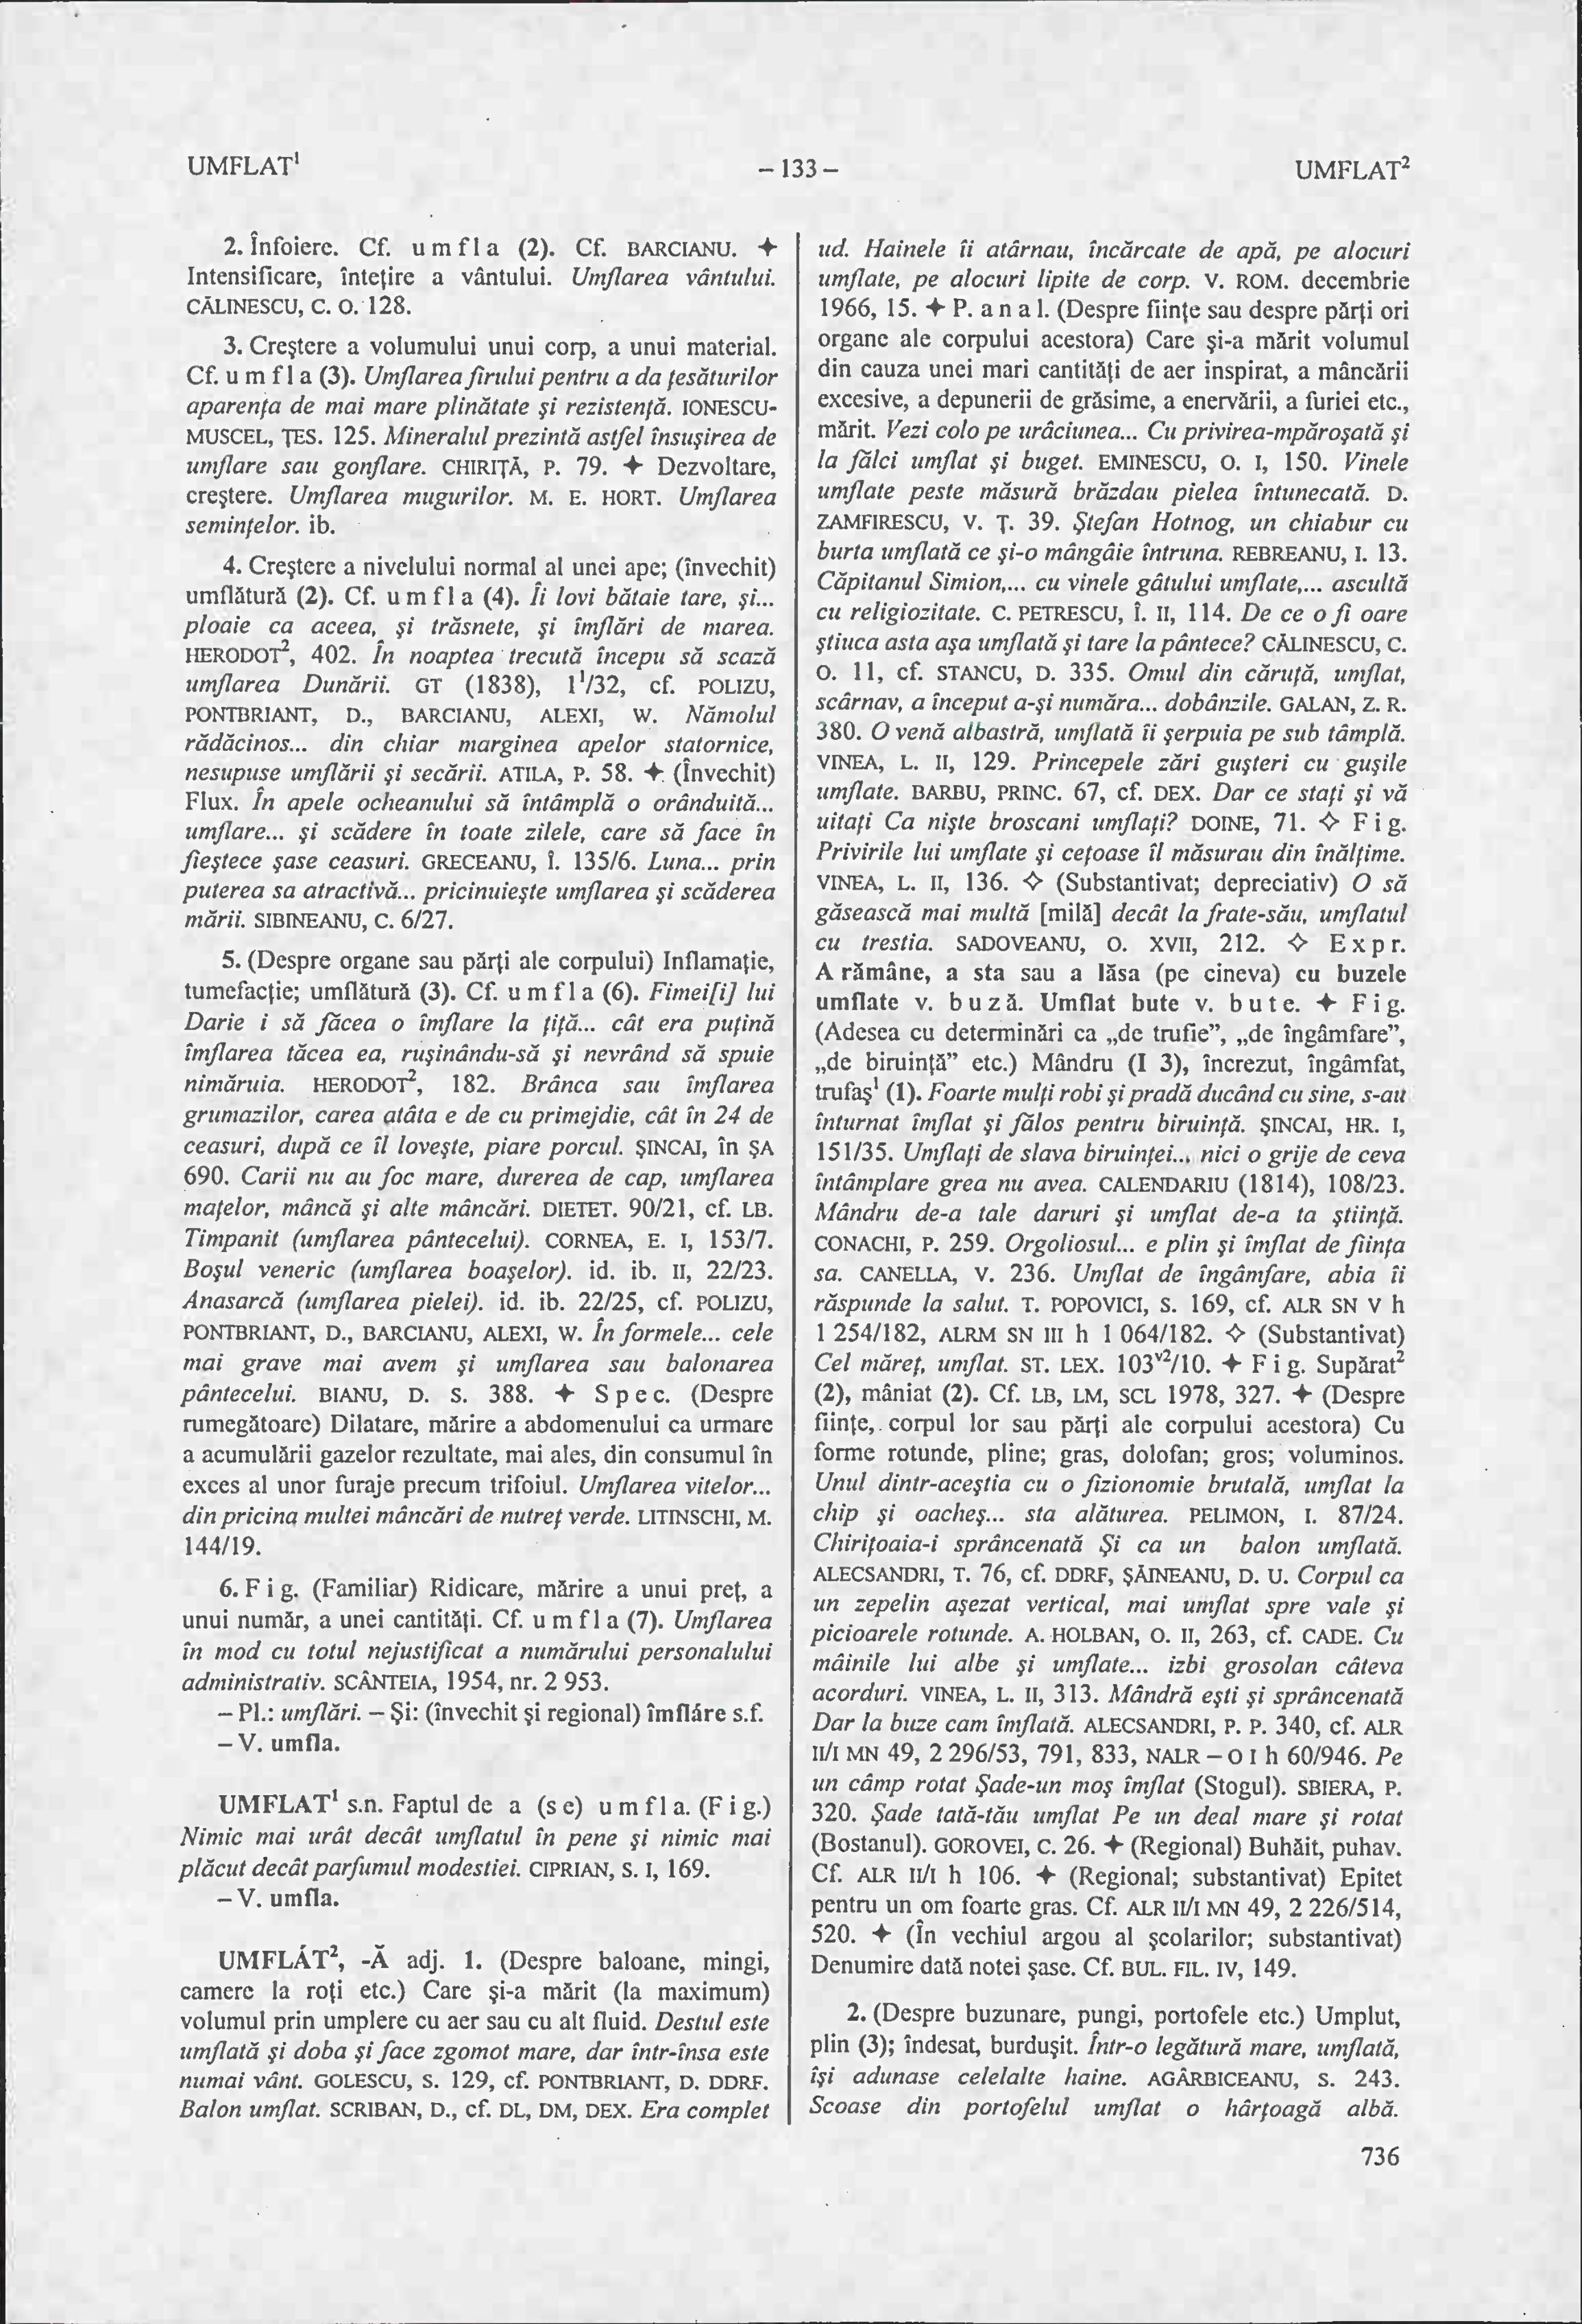 UMFLAT¹
– 133 –
UMFLAT²
2. Înfoiere. Cf. u m f l a (2). Cf. BARCIANU. ✦
Intensificare, întețire a vântului. Umflarea vântului.
CĂLINESCU, C. O. 128.
3. Creștere a volumului unui corp, a unui material.
Cf. u m f l a (3). Umflarea firului pentru a da țesăturilor
aparența de mai mare plinătate și rezistență. IONESCU-
MUSCEL, ȚES. 125. Mineralul prezintă astfel însușirea de
umflare sau gonflare. CHIRIȚĂ, P. 79. ✦ Dezvoltare,
creștere. Umflarea mugurilor. M. E. HORT. Umflarea
semințelor. ib.
4. Creștere a nivelului normal al unei ape; (învechit)
umflătură (2). Cf. u m f l a (4). Îi lovi bătaie tare, și...
ploaie ca aceea, și trăsnete, și îmflări de marea.
HERODOT², 402. În noaptea trecută începu să scază
umflarea Dunării. GT (1838), 1¹/32, cf. POLIZU,
PONTBRIANT, D., BARCIANU, ALEXI, W. Nămolul
rădăcinos... din chiar marginea apelor statornice,
nesupuse umflării și secării. ATILA, P. 58. ✦ (Învechit)
Flux. În apele ocheanului să întâmplă o orânduită...
umflare... și scădere în toate zilele, care să face în
fieștece șase ceasuri. GRECEANU, Î. 135/6. Luna... prin
puterea sa atractivă... pricinuiește umflarea și scăderea
mării. SIBINEANU, C. 6/27.
5. (Despre organe sau părți ale corpului) Inflamație,
tumefacție; umflătură (3). Cf. u m f l a (6). Fimei[i] lui
Darie i să făcea o îmflare la țiță... cât era puțină
îmflarea tăcea ea, rușinându-să și nevrând să spuie
nimăruia. HERODOT², 182. Brânca sau îmflarea
grumazilor, carea atâta e de cu primejdie, cât în 24 de
ceasuri, după ce îl lovește, piare porcul. ȘINCAI, în ȘA
690. Carii nu au foc mare, durerea de cap, umflarea
mațelor, mâncă și alte mâncări. DIETET. 90/21, cf. LB.
Timpanit (umflarea pântecelui). CORNEA, E. I, 153/7.
Boșul veneric (umflarea boașelor). id. ib. II, 22/23.
Anasarcă (umflarea pielei). id. ib. 22/25, cf. POLIZU,
PONTBRIANT, D., BARCIANU, ALEXI, W. În formele... cele
mai grave mai avem și umflarea sau balonarea
pântecelui. BIANU, D. S. 388. ✦ S p e c. (Despre
rumegătoare) Dilatare, mărire a abdomenului ca urmare
a acumulării gazelor rezultate, mai ales, din consumul în
exces al unor furaje precum trifoiul. Umflarea vitelor...
din pricina multei mâncări de nutreț verde. LITINSCHI, M.
144/19.
6. F i g. (Familiar) Ridicare, mărire a unui preț, a
unui număr, a unei cantități. Cf. u m f l a (7). Umflarea
în mod cu totul nejustificat a numărului personalului
administrativ. SCÂNTEIA, 1954, nr. 2 953.
– Pl.: umflări. – Și: (învechit și regional) îmfláre s.f.
– V. umfla.
UMFLAT¹ s.n. Faptul de a (s e) u m f l a. (F i g.)
Nimic mai urât decât umflatul în pene și nimic mai
plăcut decât parfumul modestiei. CIPRIAN, S. I, 169.
– V. umfla.
UMFLÁT², -Ă adj. 1. (Despre baloane, mingi,
camere la roți etc.) Care și-a mărit (la maximum)
volumul prin umplere cu aer sau cu alt fluid. Destul este
umflată și doba și face zgomot mare, dar într-însa este
numai vânt. GOLESCU, S. 129, cf. PONTBRIANT, D. DDRF.
Balon umflat. SCRIBAN, D., cf. DL, DM, DEX. Era complet
ud. Hainele îi atârnau, încărcate de apă, pe alocuri
umflate, pe alocuri lipite de corp. V. ROM. decembrie
1966, 15. ✦ P. a n a l. (Despre ființe sau despre părți ori
organe ale corpului acestora) Care și-a mărit volumul
din cauza unei mari cantități de aer inspirat, a mâncării
excesive, a depunerii de grăsime, a enervării, a furiei etc.,
mărit. Vezi colo pe urâciunea... Cu privirea-mpăroșată și
la fălci umflat și buget. EMINESCU, O. I, 150. Vinele
umflate peste măsură brăzdau pielea întunecată. D.
ZAMFIRESCU, V. Ț. 39. Ștefan Hotnog, un chiabur cu
burta umflată ce și-o mângâie întruna. REBREANU, I. 13.
Căpitanul Simion,... cu vinele gâtului umflate,... ascultă
cu religiozitate. C. PETRESCU, Î. II, 114. De ce o fi oare
știuca asta așa umflată și tare la pântece? CĂLINESCU, C.
O. 11, cf. STANCU, D. 335. Omul din căruță, umflat,
scârnav, a început a-și număra... dobânzile. GALAN, Z. R.
380. O venă albastră, umflată îi șerpuia pe sub tâmplă.
VINEA, L. II, 129. Princepele zări gușteri cu gușile
umflate. BARBU, PRINC. 67, cf. DEX. Dar ce stați și vă
uitați Ca niște broscani umflați? DOINE, 71. ✧ F i g.
Privirile lui umflate și cețoase îl măsurau din înălțime.
VINEA, L. II, 136. ✧ (Substantivat; depreciativ) O să
găsească mai multă [milă] decât la frate-său, umflatul
cu trestia. SADOVEANU, O. XVII, 212. ✧ E x p r.
A rămâne, a sta sau a lăsa (pe cineva) cu buzele
umflate v. b u z ă. Umflat bute v. b u t e. ✦ F i g.
(Adesea cu determinări ca „de trufie”, „de îngâmfare”,
„de biruință” etc.) Mândru (I 3), încrezut, îngâmfat,
trufaș¹ (1). Foarte mulți robi și pradă ducând cu sine, s-au
înturnat îmflat și fălos pentru biruință. ȘINCAI, HR. I,
151/35. Umflați de slava biruinței... nici o grije de ceva
întâmplare grea nu avea. CALENDARIU (1814), 108/23.
Mândru de-a tale daruri și umflat de-a ta știință.
CONACHI, P. 259. Orgoliosul... e plin și îmflat de ființa
sa. CANELLA, V. 236. Umflat de îngâmfare, abia îi
răspunde la salut. T. POPOVICI, S. 169, cf. ALR SN V h
1 254/182, ALRM SN III h 1 064/182. ✧ (Substantivat)
Cel măreț, umflat. ST. LEX. 103ᵛ²/10. ✦ F i g. Supărat²
(2), mâniat (2). Cf. LB, LM, SCL 1978, 327. ✦ (Despre
ființe, corpul lor sau părți ale corpului acestora) Cu
forme rotunde, pline; gras, dolofan; gros; voluminos.
Unul dintr-aceștia cu o fizionomie brutală, umflat la
chip și oacheș... sta alăturea. PELIMON, I. 87/24.
Chirițoaia-i sprâncenată Și ca un balon umflată.
ALECSANDRI, T. 76, cf. DDRF, ȘĂINEANU, D. U. Corpul ca
un zepelin așezat vertical, mai umflat spre vale și
picioarele rotunde. A. HOLBAN, O. II, 263, cf. CADE. Cu
mâinile lui albe și umflate... izbi grosolan câteva
acorduri. VINEA, L. II, 313. Mândră ești și sprâncenată
Dar la buze cam îmflată. ALECSANDRI, P. P. 340, cf. ALR
II/I MN 49, 2 296/53, 791, 833, NALR – O I h 60/946. Pe
un câmp rotat Șade-un moș îmflat (Stogul). SBIERA, P.
320. Șade tată-tău umflat Pe un deal mare și rotat
(Bostanul). GOROVEI, C. 26. ✦ (Regional) Buhăit, puhav.
Cf. ALR II/I h 106. ✦ (Regional; substantivat) Epitet
pentru un om foarte gras. Cf. ALR II/I MN 49, 2 226/514,
520. ✦ (În vechiul argou al școlarilor; substantivat)
Denumire dată notei șase. Cf. BUL. FIL. IV, 149.
2. (Despre buzunare, pungi, portofele etc.) Umplut,
plin (3); îndesat, burdușit. Într-o legătură mare, umflată,
își adunase celelalte haine. AGÂRBICEANU, S. 243.
Scoase din portofelul umflat o hârțoagă albă.
736